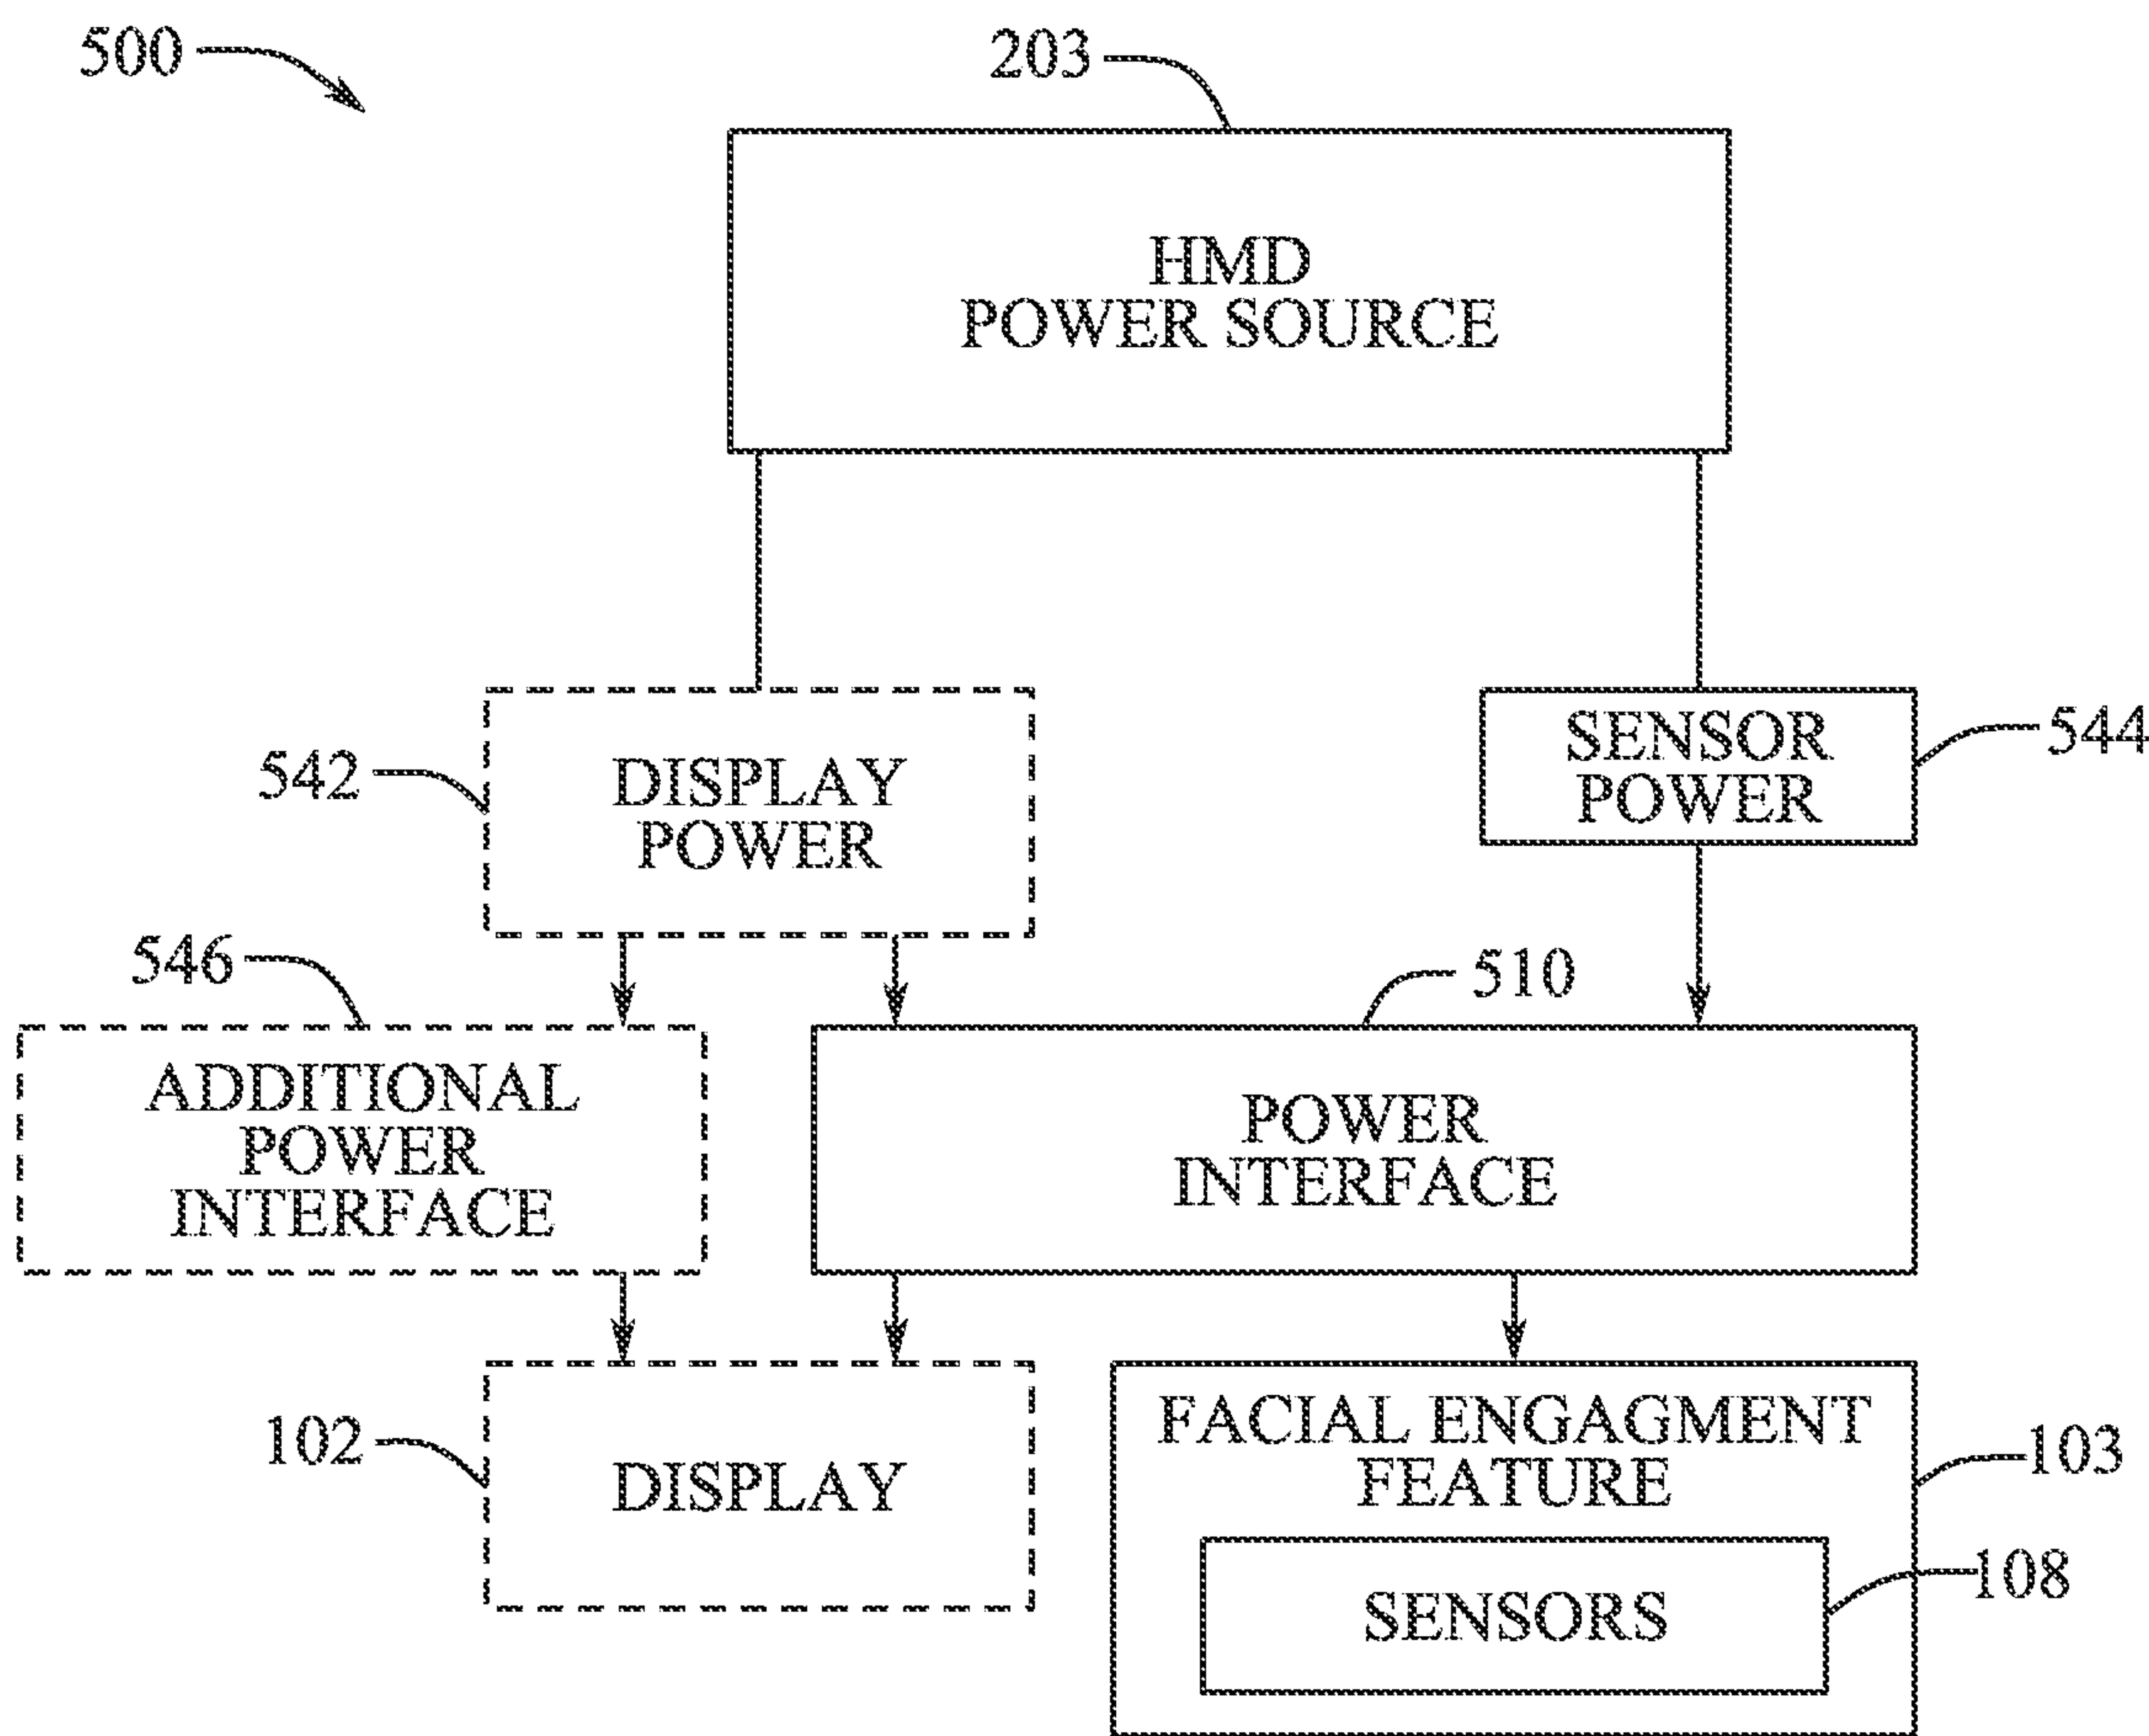 500
203
HMD
POWER SOURCE
542
DISPLAY
POWER
SENSOR
POWER
544
546
510
ADDITIONAL
POWER
INTERFACE
POWER
INTERFACE
102
DISPLAY
FACIAL ENGAGMENT
FEATURE
103
SENSORS
108